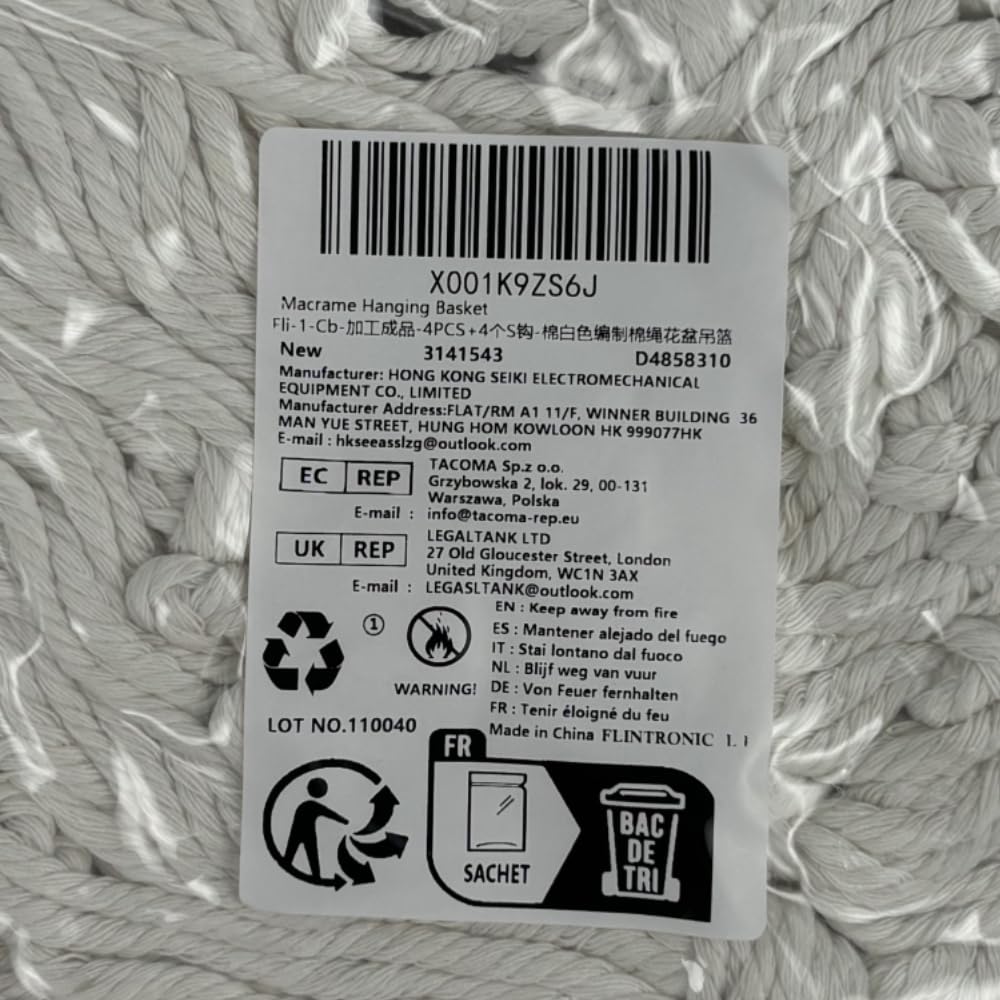 X001K9ZS6J
Macrame Hanging Basket
Fli-1-Cb-加工成品-4PCS+4个S钩-棉白色编制棉绳花盆吊篮
New 3141543 D4858310
Manufacturer: HONG KONG SEIKI ELECTROMECHANICAL
EQUIPMENT CO., LIMITED
Manufacturer Address:FLAT/RM A1 11/F, WINNER BUILDING 36
MAN YUE STREET, HUNG HOM KOWLOON HK 999077HK
E-mail : hkseeasslzg@outlook.com
EC REP TACOMA Sp.z o.o.
Grzybowska 2, lok. 29, 00-131
Warszawa, Polska
E-mail : info@tacoma-rep.eu
UK REP LEGALTANK LTD
27 Old Gloucester Street, London
United Kingdom, WC1N 3AX
E-mail : LEGASLTANK@outlook.com
EN : Keep away from fire
① ES : Mantener alejado del fuego
IT : Stai lontano dal fuoco
NL : Blijf weg van vuur
WARNING! DE : Von Feuer fernhalten
FR : Tenir éloigné du feu
LOT NO.110040 Made in China FLINTRONIC
FR
SACHET
BAC
DE
TRI